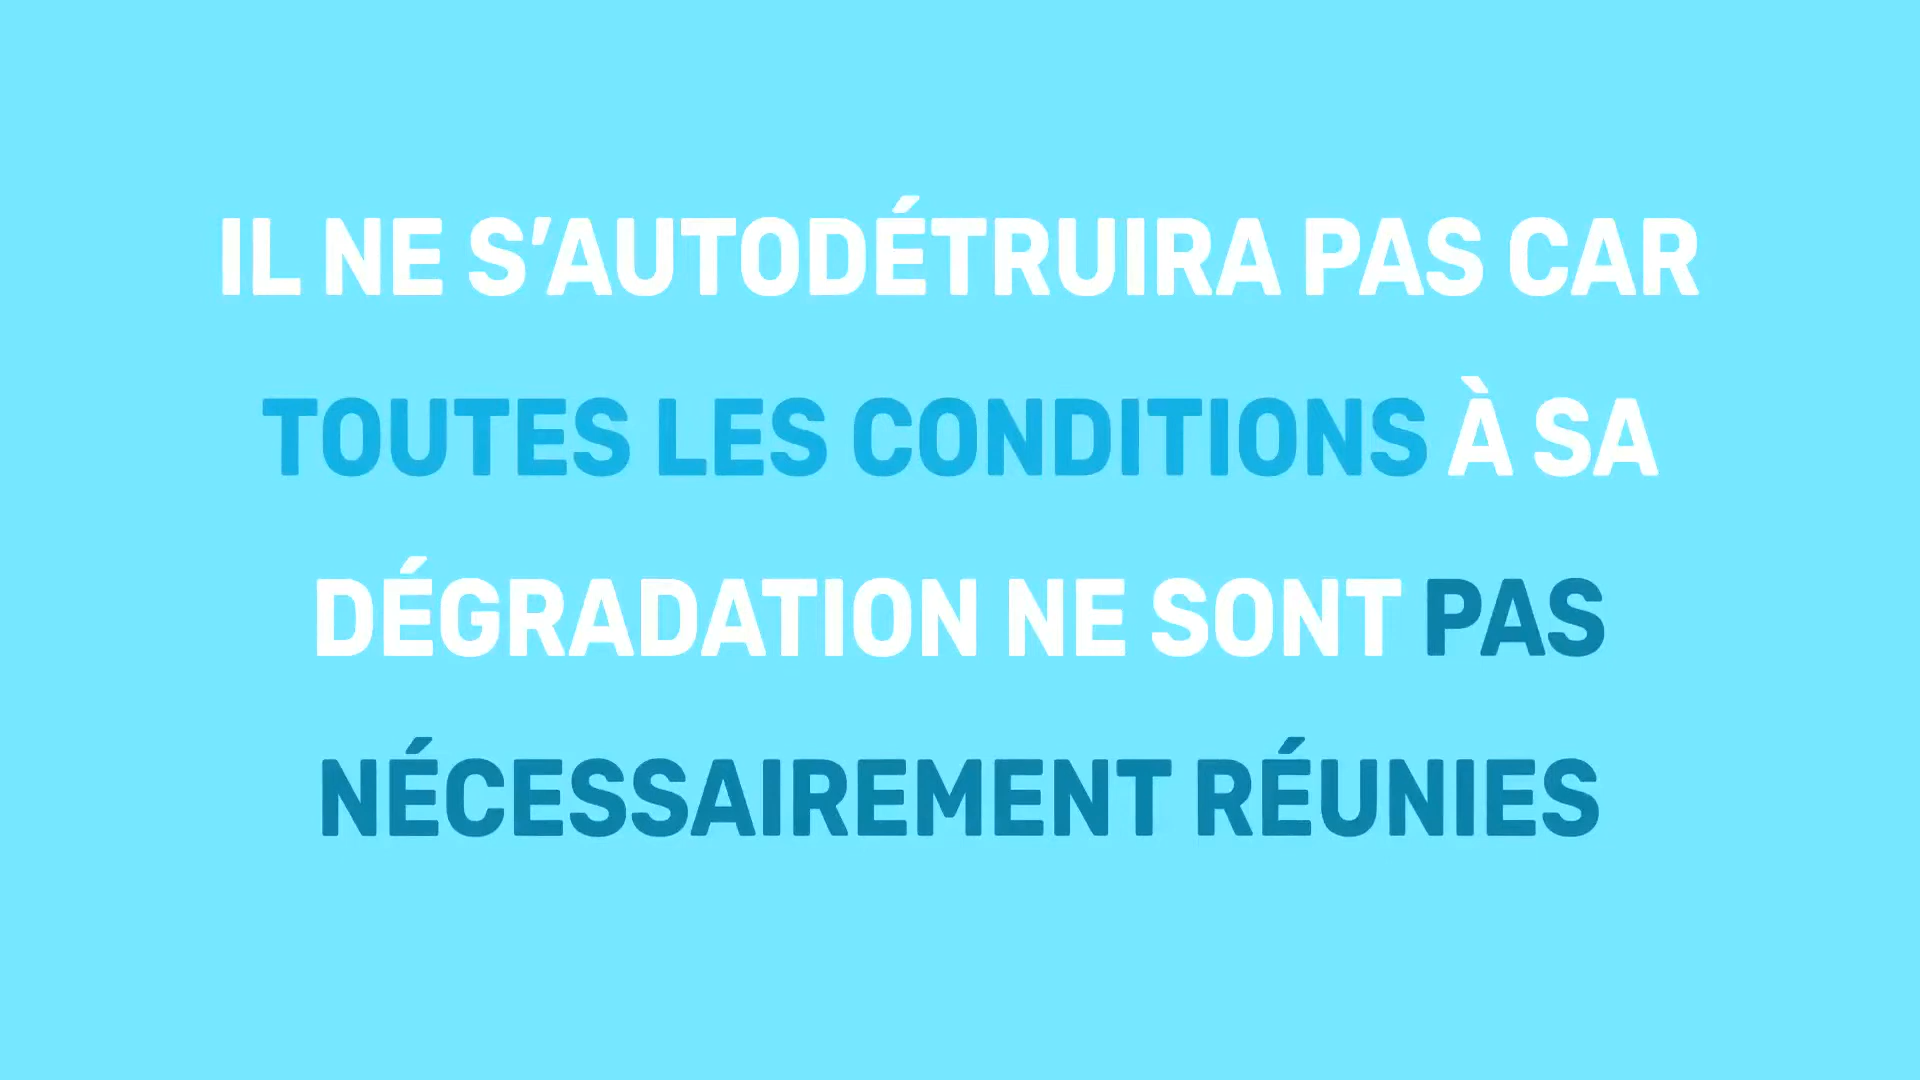 IL NE S’AUTODÉTRUIRA PAS CAR
TOUTES LES CONDITIONS À SA
DÉGRADATION NE SONT PAS
NÉCESSAIREMENT RÉUNIES